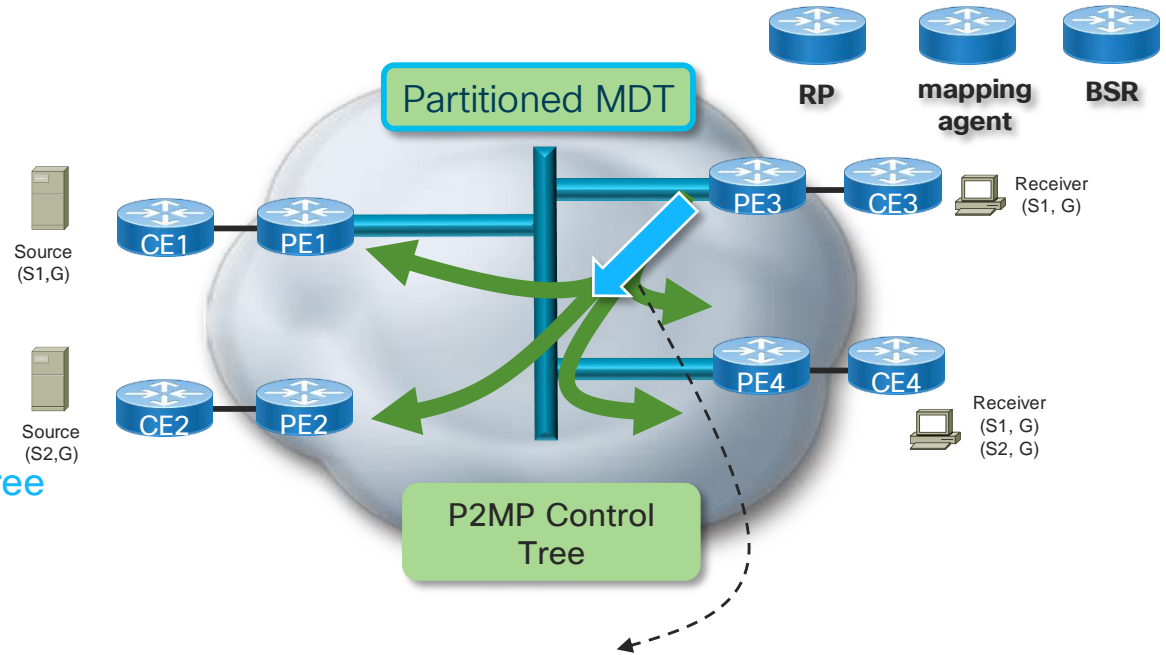 Partitioned MDT
RP
mapping
agent
BSR
Source
(S1,G)
CE1
PE1
PE3
CE3
Receiver
(S1, G)
Source
(S2,G)
CE2
PE2
PE4
CE4
Receiver
(S1, G)
(S2, G)
P2MP Control
Tree